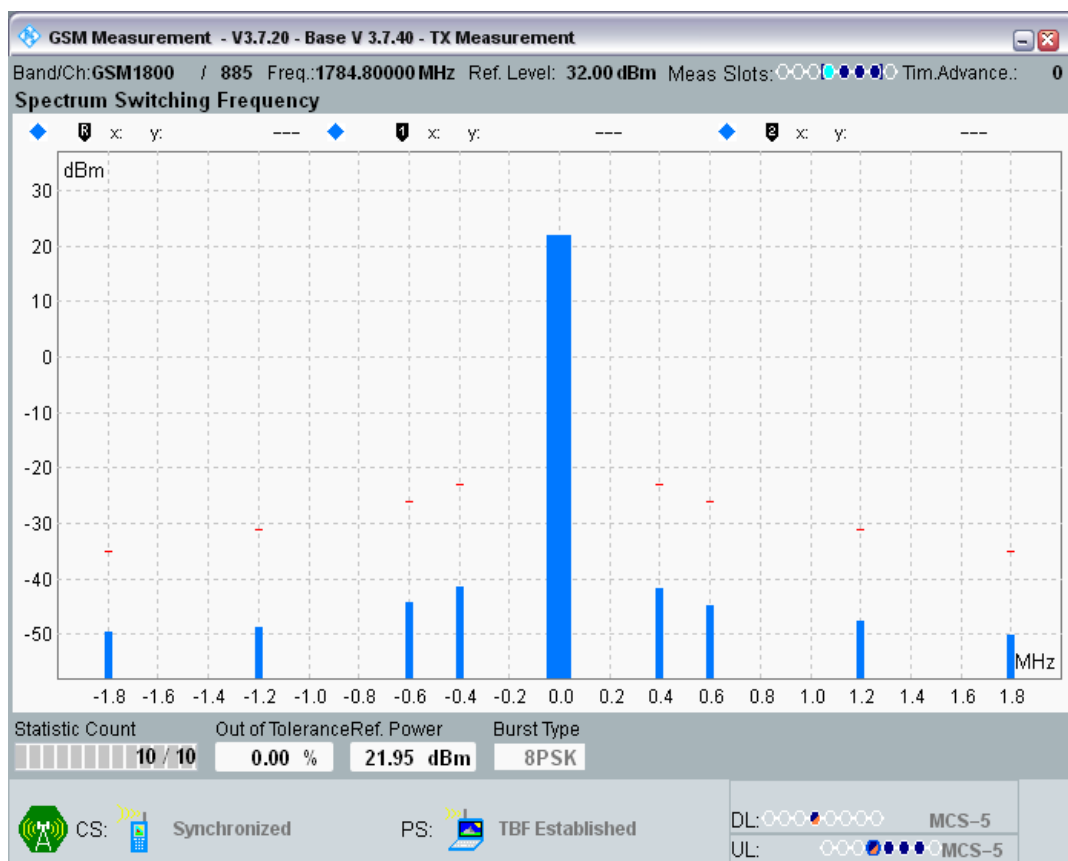 GSM Measurement - V3.7.20 - Base V 3.7.40 - TX Measurement
Band/Ch:GSM1800 / 885 Freq.:1784.80000 MHz Ref. Level: 32.00 dBm Meas Slots: Tim.Advance.: 0
Spectrum Switching Frequency
R x: y: --- 1 x: y: --- 2 x: y: ---
dBm
30
20
10
0
-10
-20
-30
-40
-50
MHz
-1.8 -1.6 -1.4 -1.2 -1.0 -0.8 -0.6 -0.4 -0.2 0.0 0.2 0.4 0.6 0.8 1.0 1.2 1.4 1.6 1.8
Statistic Count Out of Tolerance Ref. Power Burst Type
10 / 10 0.00 % 21.95 dBm 8PSK
CS: Synchronized PS: TBF Established
DL: MCS-5
UL: MCS-5